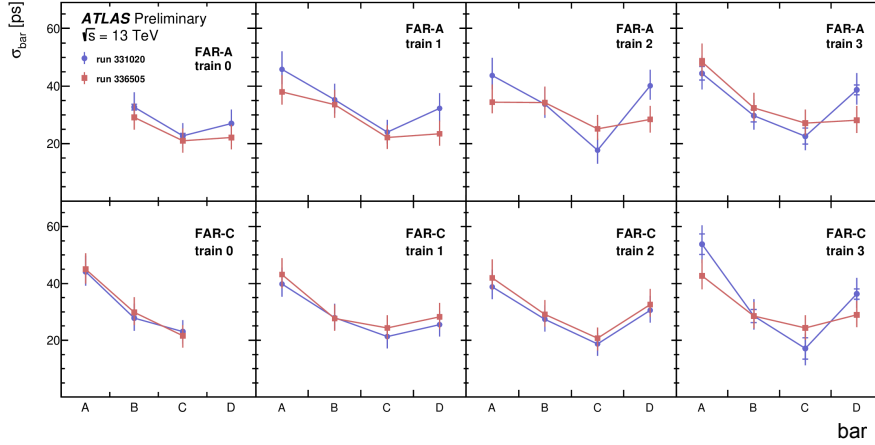 σbar [ps]
ATLAS Preliminary
√s = 13 TeV
run 331020
run 336505
FAR-A
train 0
FAR-A
train 1
FAR-A
train 2
FAR-A
train 3
60
40
20
FAR-C
train 0
FAR-C
train 1
FAR-C
train 2
FAR-C
train 3
60
40
20
A B C D A B C D A B C D A B C D
bar